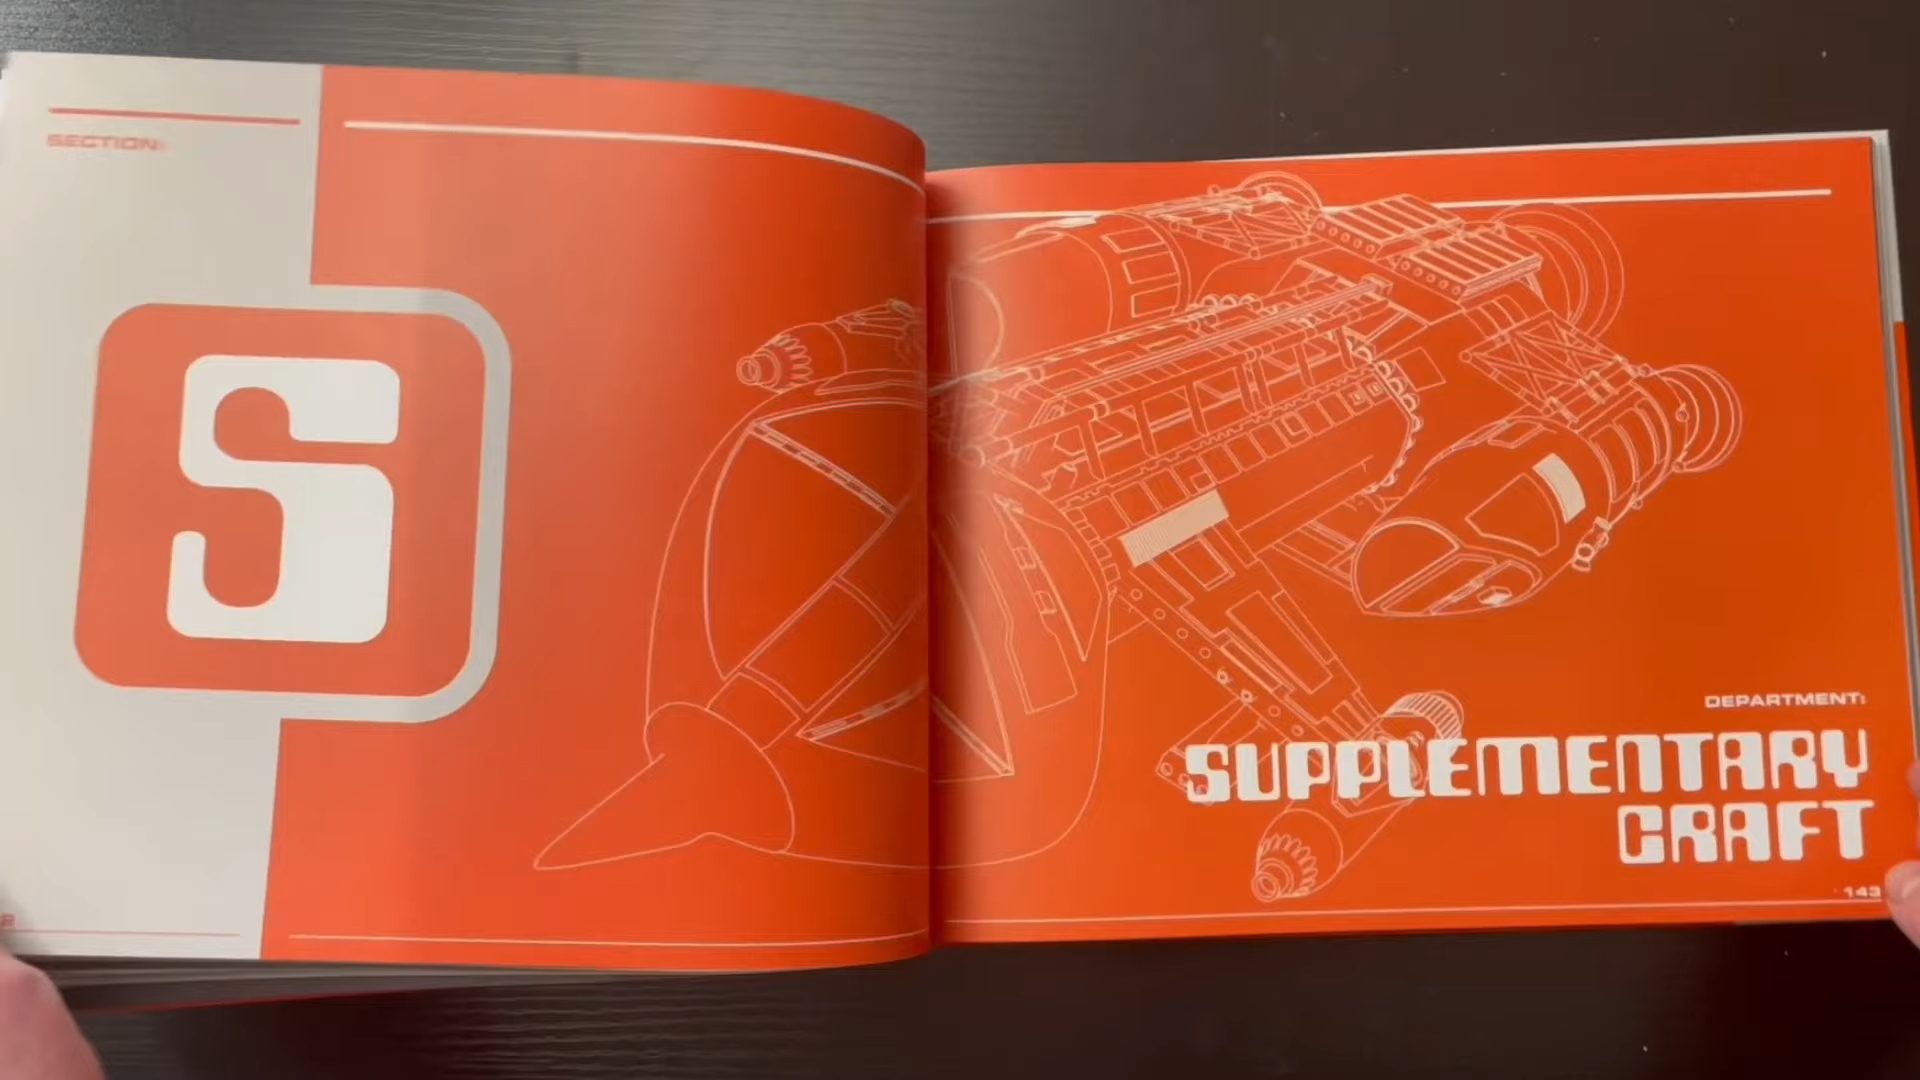 SECTION:
S
DEPARTMENT:
SUPPLEMENTARY
CRAFT
143